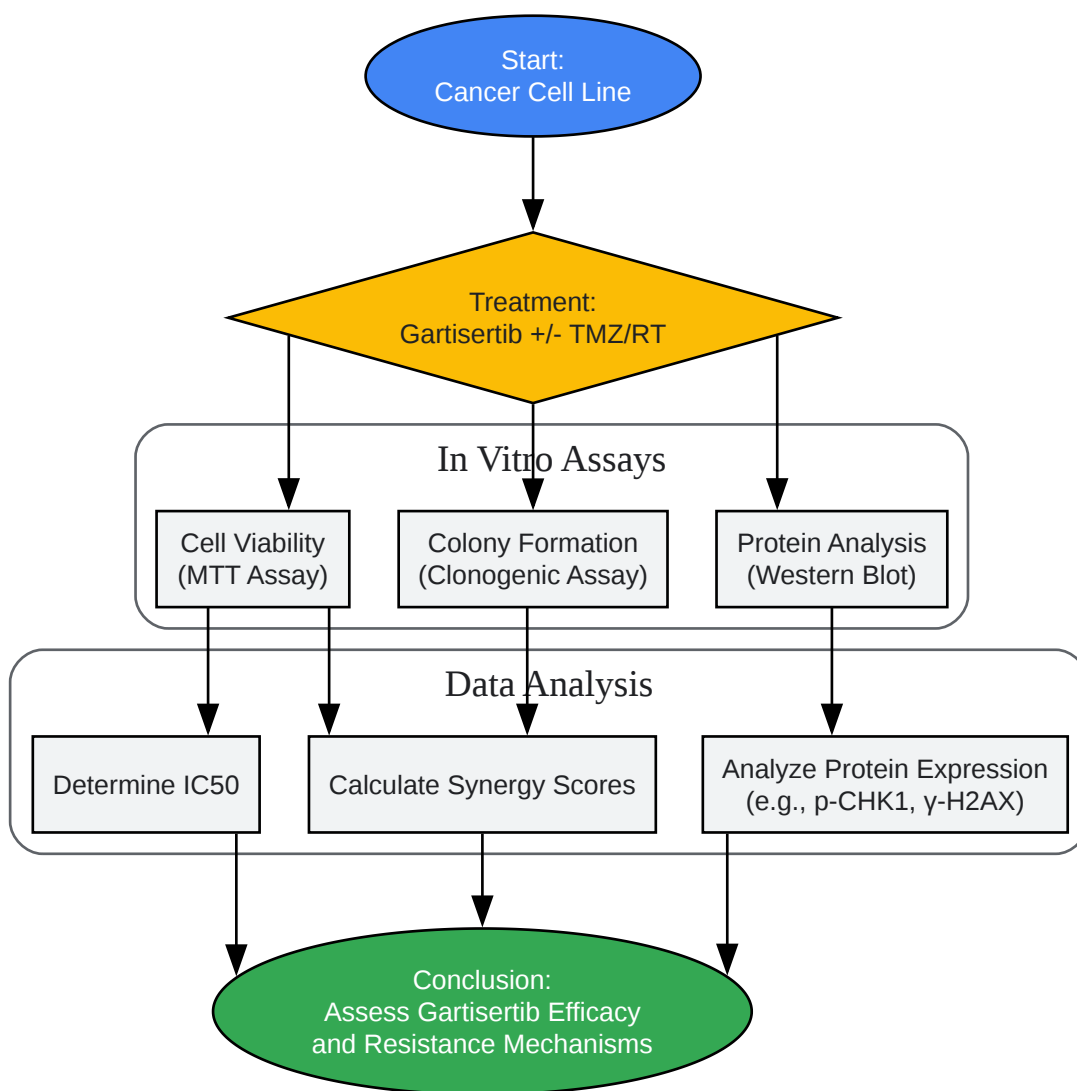 Start:
Cancer Cell Line
Treatment:
Gartisertib +/- TMZ/RT
In Vitro Assays
Cell Viability
(MTT Assay)
Colony Formation
(Clonogenic Assay)
Protein Analysis
(Western Blot)
Data Analysis
Determine IC50
Calculate Synergy Scores
Analyze Protein Expression
(e.g., p-CHK1, γ-H2AX)
Conclusion:
Assess Gartisertib Efficacy
and Resistance Mechanisms